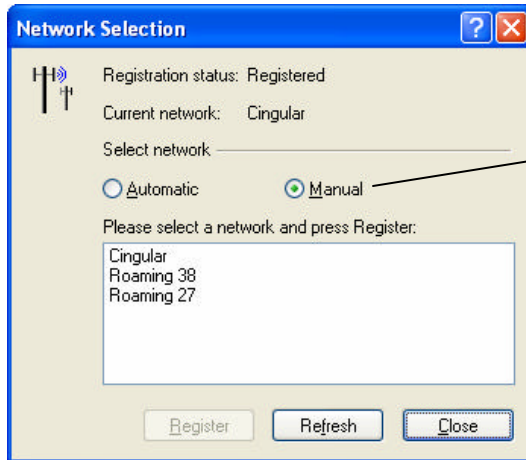 Network Selection
Registration status: Registered
Current network: Cingular
Select network
Automatic Manual
Please select a network and press Register:
Cingular
Roaming 38
Roaming 27
Register Refresh Close